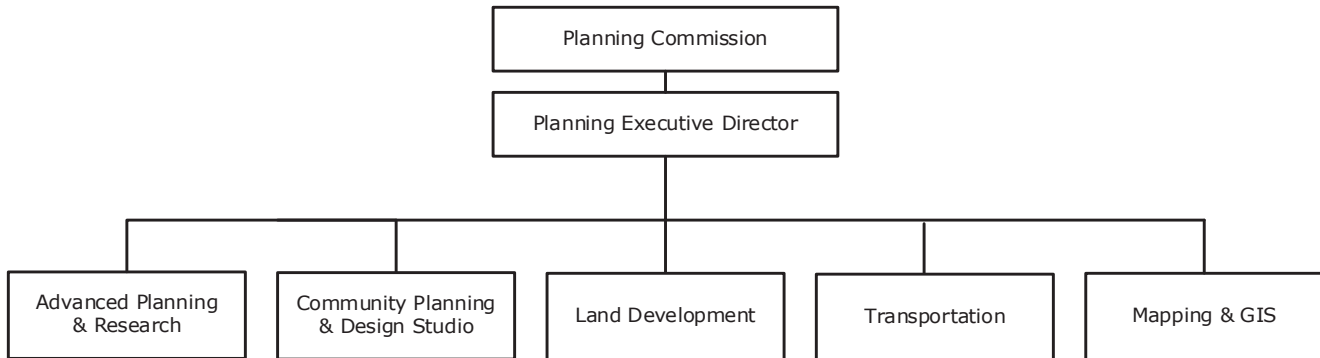 Planning Commission
Planning Executive Director
Advanced Planning
& Research
Community Planning
& Design Studio
Land Development
Transportation
Mapping & GIS